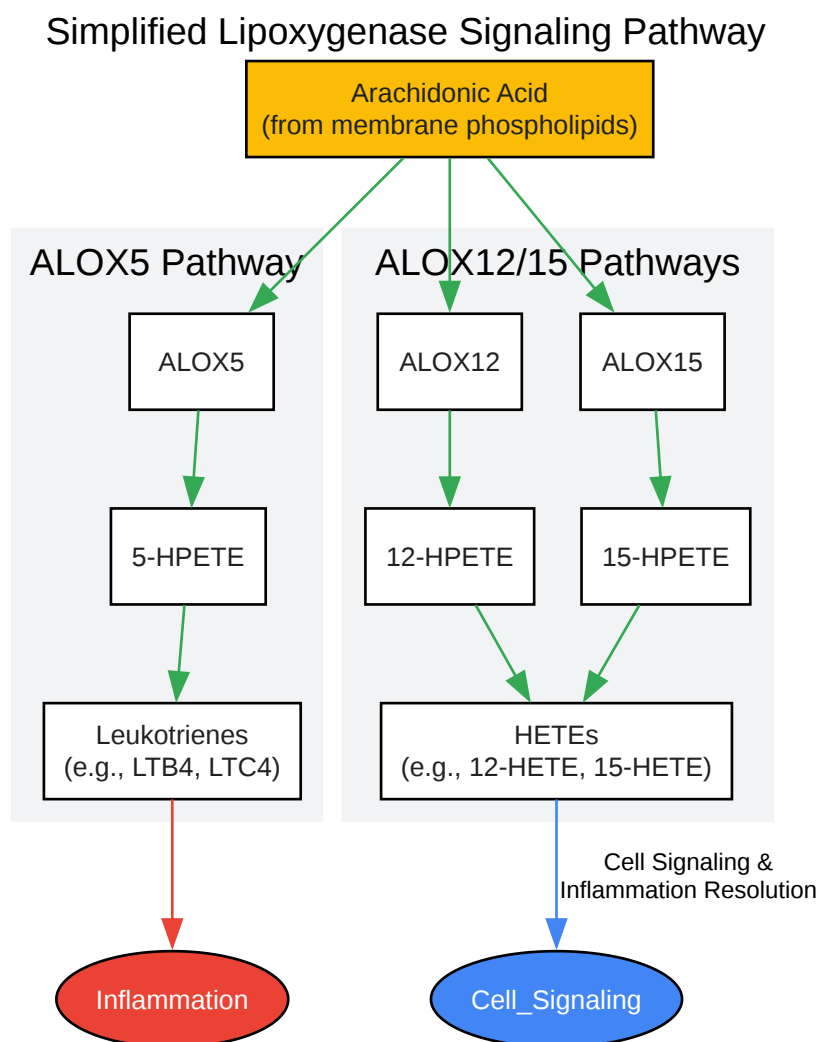 Simplified Lipoxygenase Signaling Pathway
Arachidonic Acid
(from membrane phospholipids)
ALOX5 Pathway
ALOX12/15 Pathways
ALOX5
ALOX12
ALOX15
5-HPETE
12-HPETE
15-HPETE
Leukotrienes
(e.g., LTB4, LTC4)
HETEs
(e.g., 12-HETE, 15-HETE)
Cell Signaling &
Inflammation Resolution
Inflammation
Cell_Signaling